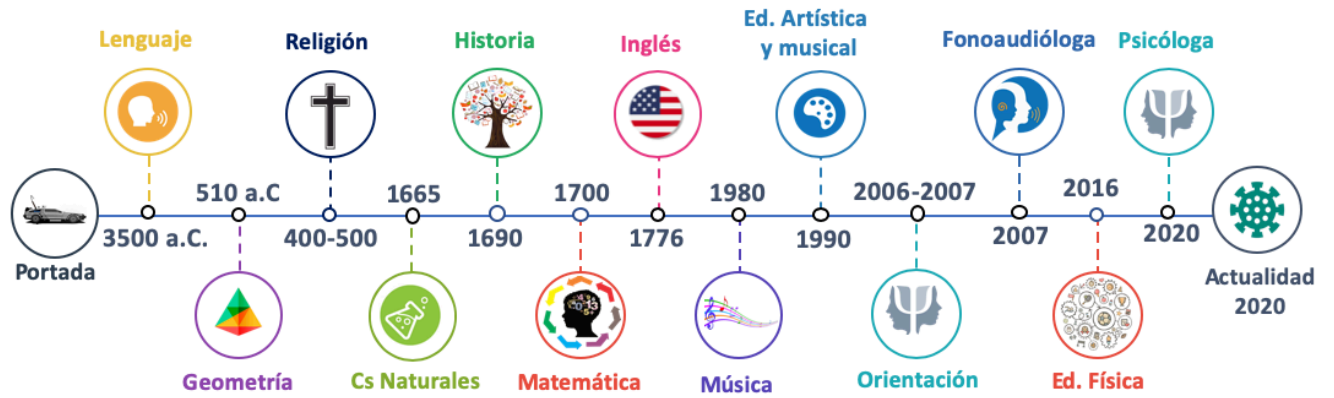 Lenguaje
Religión
Historia
Inglés
Ed. Artística
y musical
Fonoaudióloga
Psicóloga
510 a.C
1665
1700
1980
2006-2007
2016
3500 a.C.
400-500
1690
1776
1990
2007
2020
Portada
Actualidad
2020
Geometría
Cs Naturales
Matemática
Música
Orientación
Ed. Física